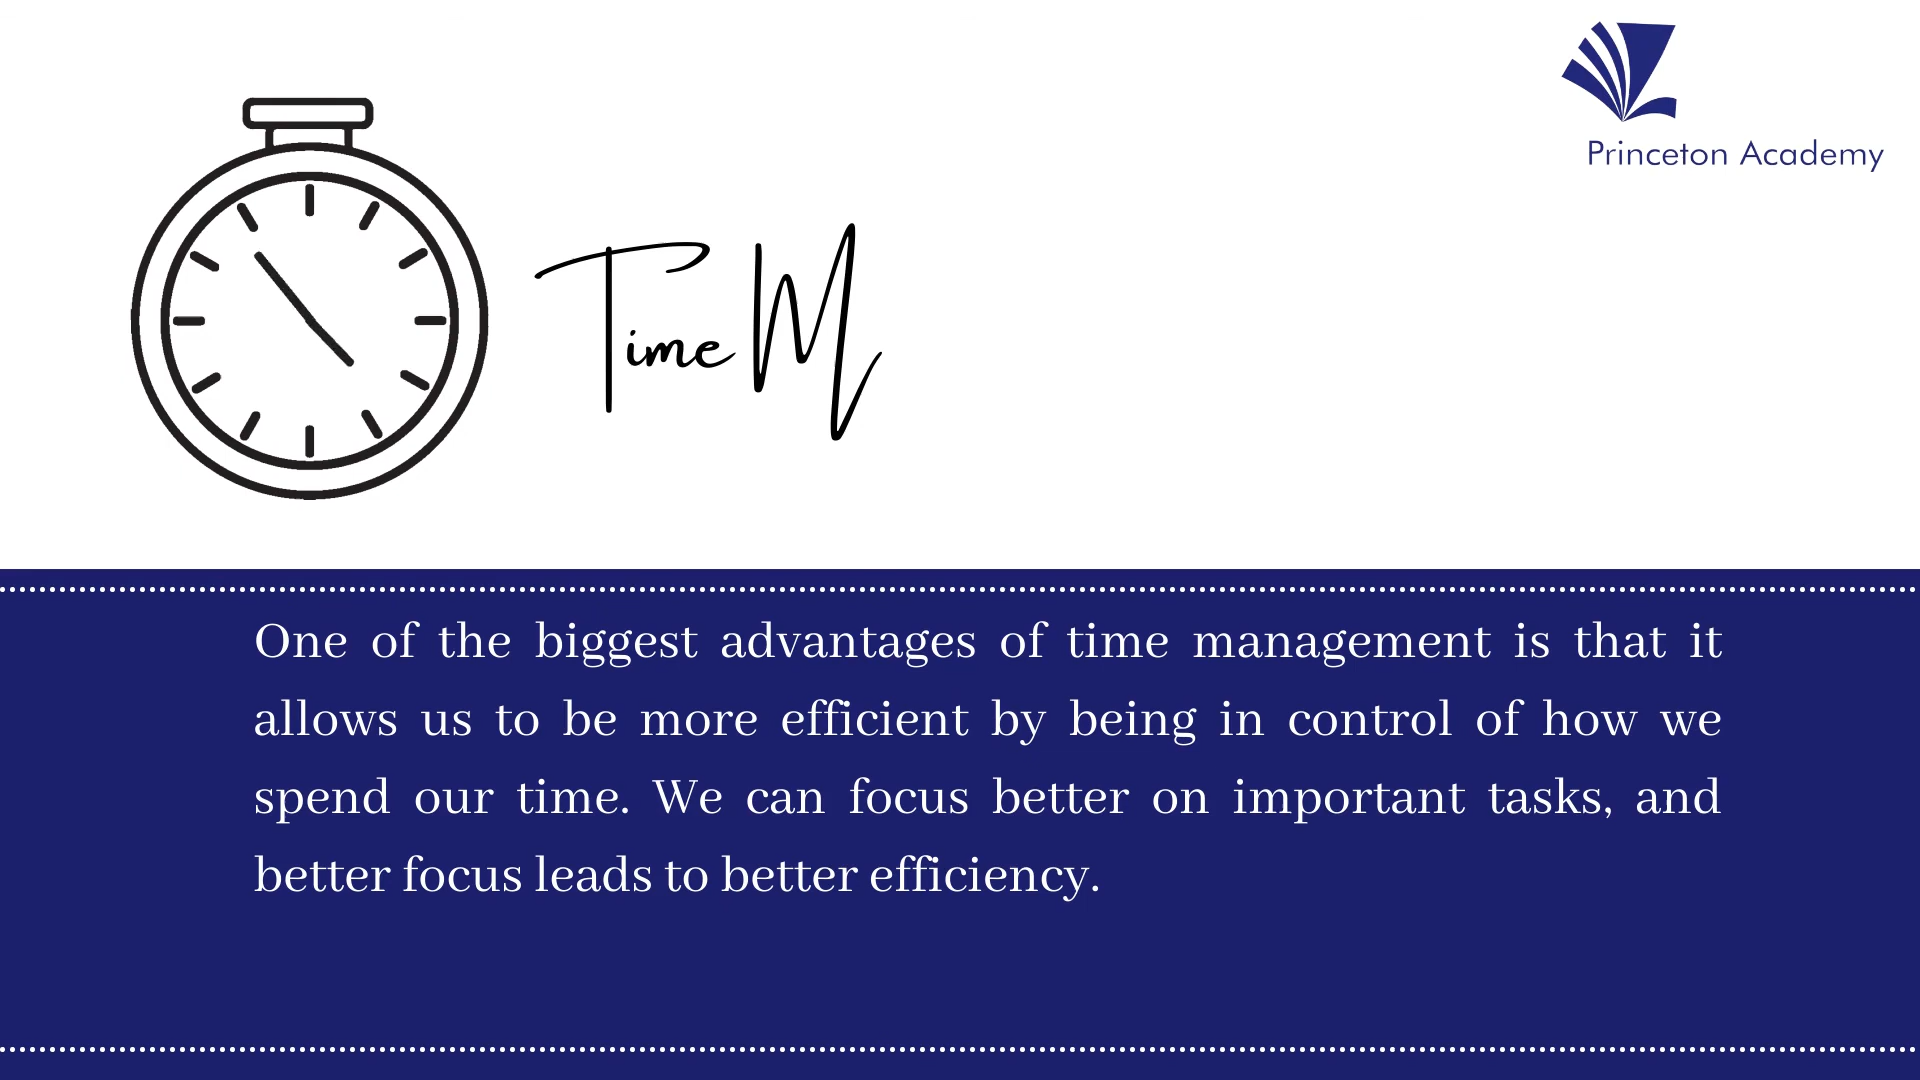 Princeton Academy
Time M
One of the biggest advantages of time management is that it
allows us to be more efficient by being in control of how we
spend our time. We can focus better on important tasks, and
better focus leads to better efficiency.